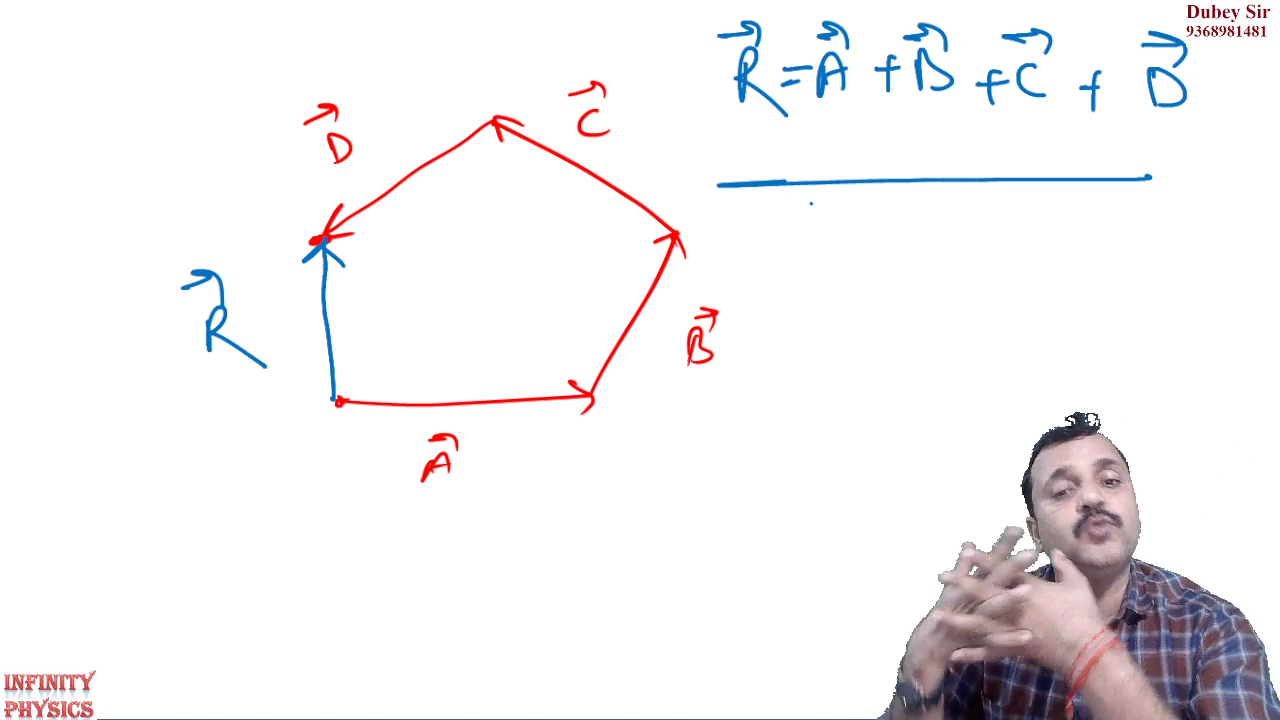 Dubey Sir
9368981481
R⃗ = A⃗ + B⃗ + C⃗ + D⃗
C⃗
D⃗
R⃗
B⃗
A⃗
INFINITY
PHYSICS